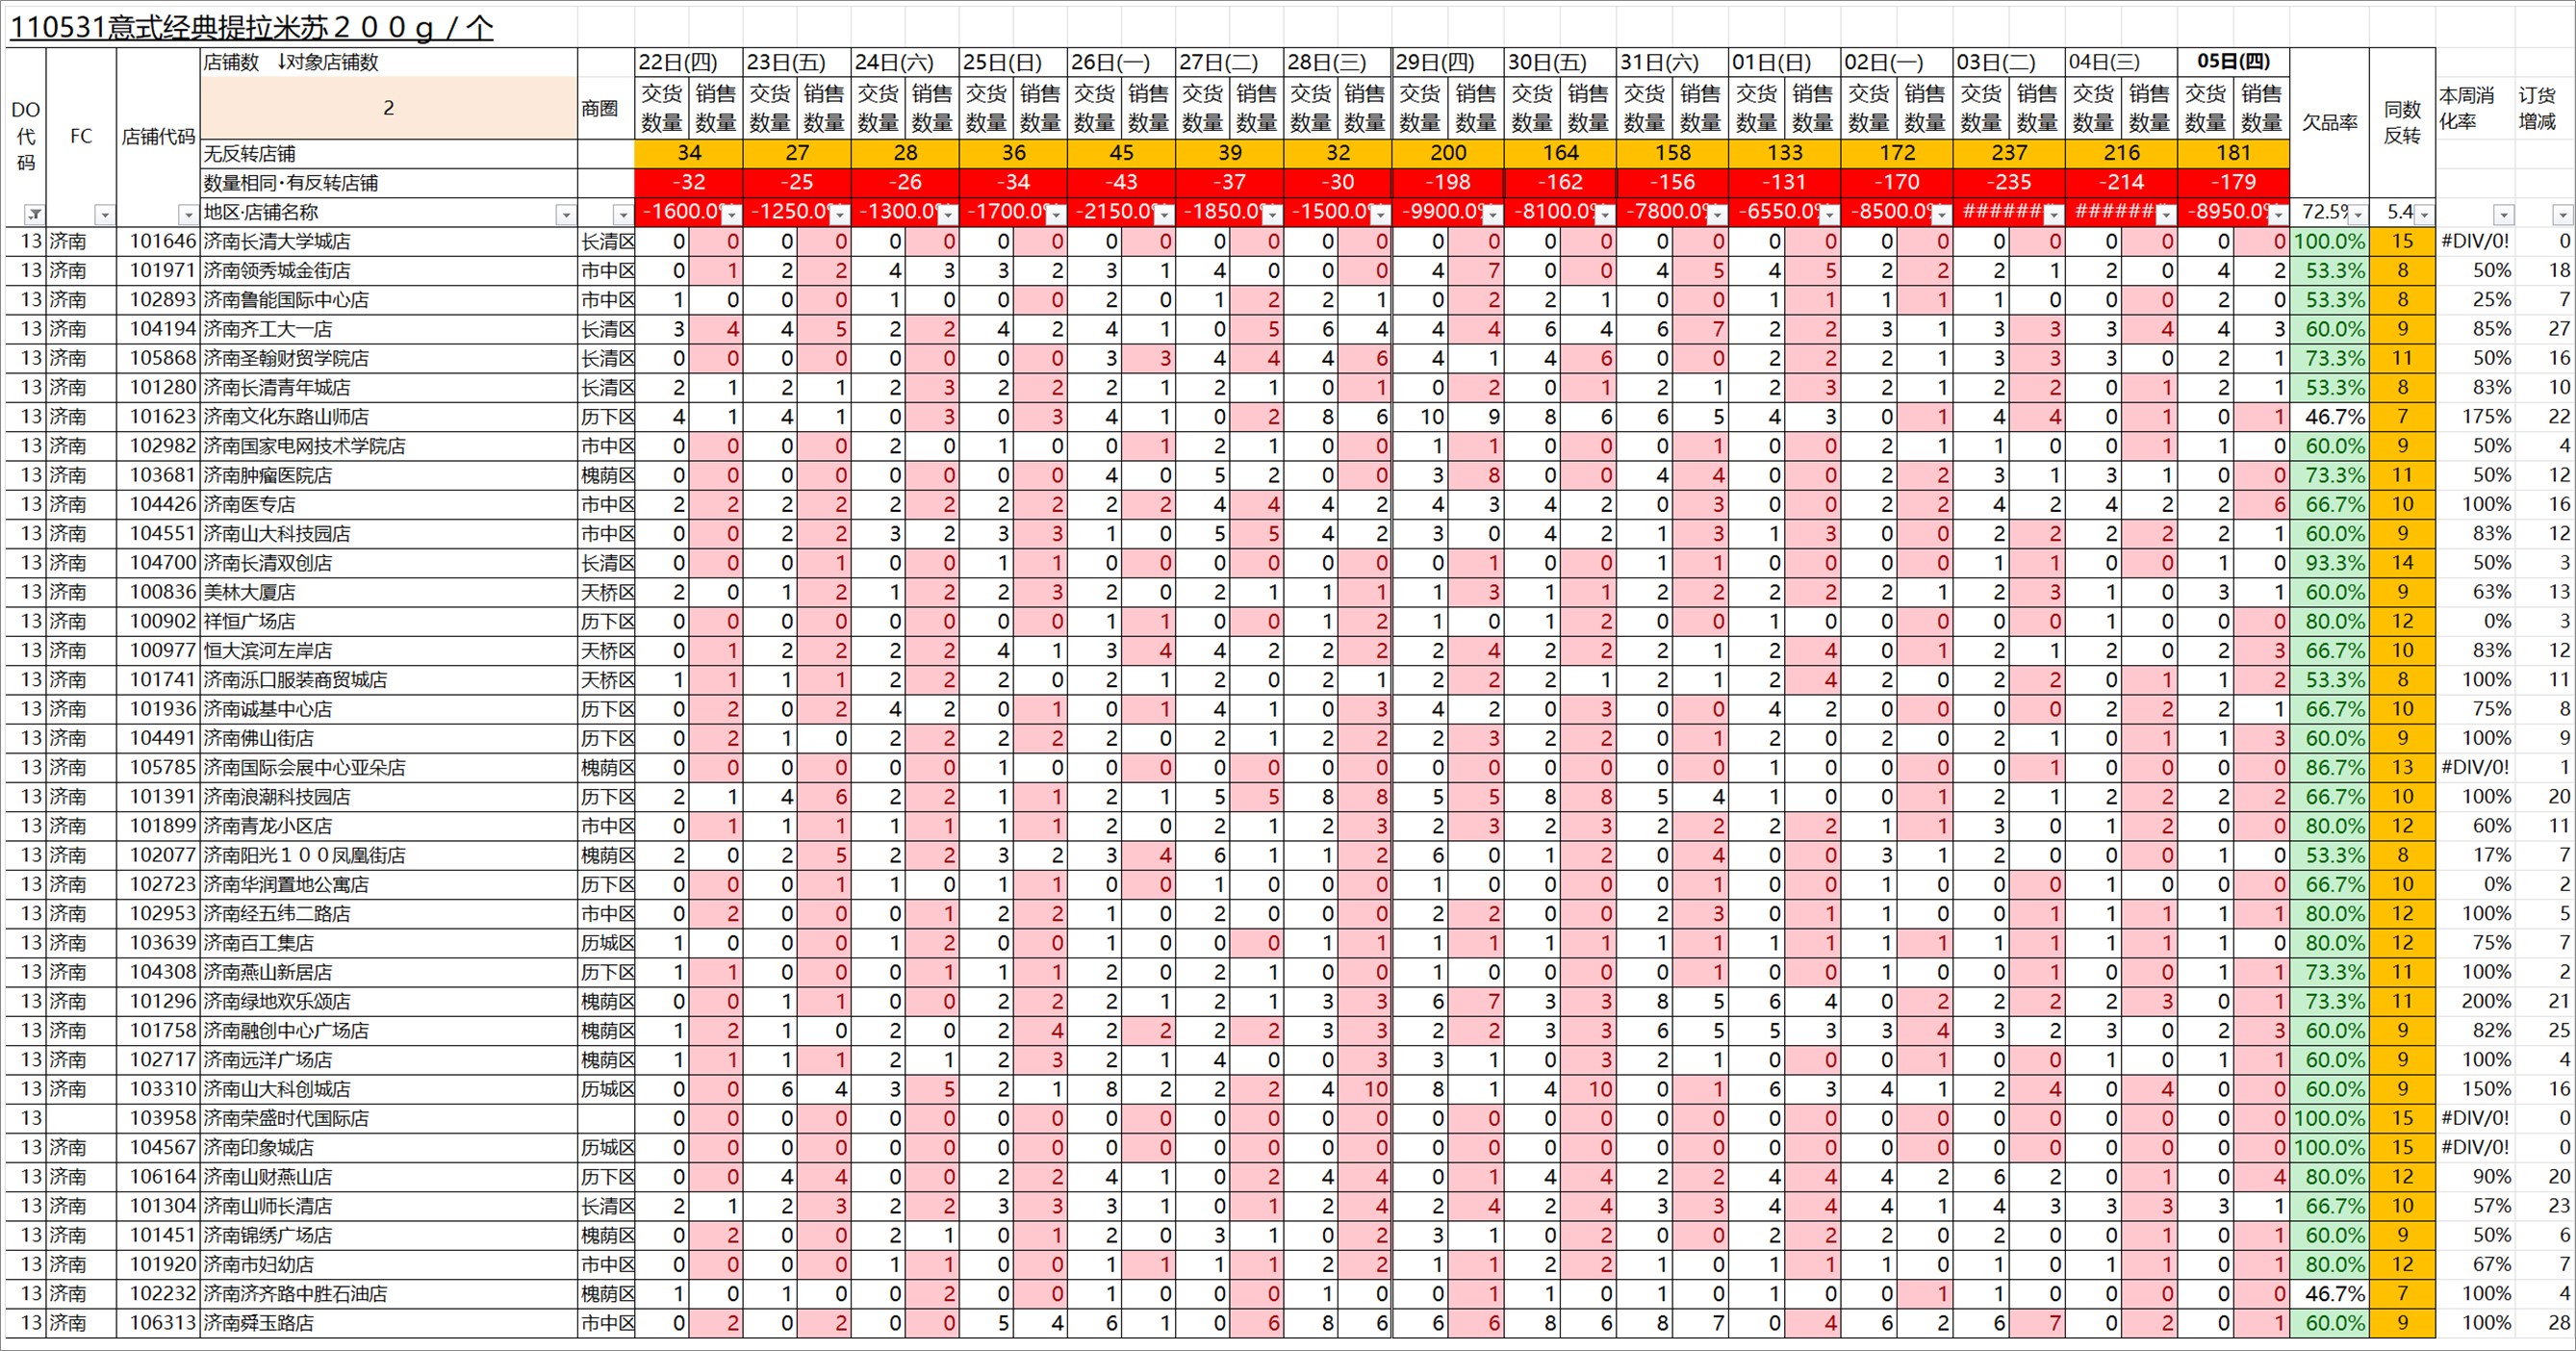 110531意式经典提拉米苏２００ｇ／个
店铺数 ↓对象店铺数 22日(四) 23日(五) 24日(六) 25日(日) 26日(一) 27日(二) 28日(三) 29日(四) 30日(五) 31日(六) 01日(日) 02日(一) 03日(二) 04日(三) 05日(四)
DO代码 FC 店铺代码 2 商圈 交货数量 销售数量 交货数量 销售数量 交货数量 销售数量 交货数量 销售数量 交货数量 销售数量 交货数量 销售数量 交货数量 销售数量 交货数量 销售数量 交货数量 销售数量 交货数量 销售数量 交货数量 销售数量 交货数量 销售数量 交货数量 销售数量 交货数量 销售数量 交货数量 销售数量 欠品率 同数反转 本周消化率 订货增减
无反转店铺 34 27 28 36 45 39 32 200 164 158 133 172 237 216 181
数量相同·有反转店铺 -32 -25 -26 -34 -43 -37 -30 -198 -162 -156 -131 -170 -235 -214 -179
地区·店铺名称 -1600.0% -1250.0% -1300.0% -1700.0% -2150.0% -1850.0% -1500.0% -9900.0% -8100.0% -7800.0% -6550.0% -8500.0% ####### ####### -8950.0% 72.5% 5.4
13 济南 101646 济南长清大学城店 长清区 0 0 0 0 0 0 0 0 0 0 0 0 0 0 0 0 0 0 0 0 0 0 0 0 0 0 0 0 0 0 100.0% 15 #DIV/0! 0
13 济南 101971 济南领秀城金街店 市中区 0 1 2 2 4 3 3 2 3 1 4 0 0 0 4 7 0 0 4 5 4 5 2 2 2 1 2 0 4 2 53.3% 8 50% 18
13 济南 102893 济南鲁能国际中心店 市中区 1 0 0 0 1 0 0 0 2 0 1 2 2 1 0 2 2 1 0 0 1 1 1 1 1 0 0 0 2 0 53.3% 8 25% 7
13 济南 104194 济南齐工大一店 长清区 3 4 4 5 2 2 4 2 4 1 0 5 6 4 4 4 6 4 6 7 2 2 3 1 3 3 3 4 4 3 60.0% 9 85% 27
13 济南 105868 济南圣翰财贸学院店 长清区 0 0 0 0 0 0 0 0 3 3 4 4 4 6 4 1 4 6 0 0 2 2 2 1 3 3 3 0 2 1 73.3% 11 50% 16
13 济南 101280 济南长清青年城店 长清区 2 1 2 1 2 3 2 2 2 1 2 1 0 1 0 2 0 1 2 1 2 3 2 1 2 2 0 1 2 1 53.3% 8 83% 10
13 济南 101623 济南文化东路山师店 历下区 4 1 4 1 0 3 0 3 4 1 0 2 8 6 10 9 8 6 6 5 4 3 0 1 4 4 0 1 0 1 46.7% 7 175% 22
13 济南 102982 济南国家电网技术学院店 市中区 0 0 0 0 2 0 1 0 0 1 2 1 0 0 1 1 0 0 0 1 0 0 2 1 1 0 0 1 1 0 60.0% 9 50% 4
13 济南 103681 济南肿瘤医院店 槐荫区 0 0 0 0 0 0 0 0 4 0 5 2 0 0 3 8 0 0 4 4 0 0 2 2 3 1 3 1 0 0 73.3% 11 50% 12
13 济南 104426 济南医专店 市中区 2 2 2 2 2 2 2 2 2 2 4 4 4 2 4 3 4 2 0 3 0 0 2 2 4 2 4 2 2 6 66.7% 10 100% 16
13 济南 104551 济南山大科技园店 市中区 0 0 2 2 3 2 3 3 1 0 5 5 4 2 3 0 4 2 1 3 1 3 0 0 2 2 2 2 2 1 60.0% 9 83% 12
13 济南 104700 济南长清双创店 长清区 0 0 0 1 0 0 1 1 0 0 0 0 0 0 0 1 0 0 1 1 0 0 0 0 1 1 0 0 1 0 93.3% 14 50% 3
13 济南 100836 美林大厦店 天桥区 2 0 1 2 1 2 2 3 2 0 2 1 1 1 1 3 1 1 2 2 2 2 2 1 2 3 1 0 3 1 60.0% 9 63% 13
13 济南 100902 祥恒广场店 历下区 0 0 0 0 0 0 0 0 1 1 0 0 1 2 1 0 1 2 0 0 1 0 0 0 0 0 1 0 0 0 80.0% 12 0% 3
13 济南 100977 恒大滨河左岸店 天桥区 0 1 2 2 2 2 4 1 3 4 4 2 2 2 2 4 2 2 2 1 2 4 0 1 2 1 2 0 2 3 66.7% 10 83% 12
13 济南 101741 济南泺口服装商贸城店 天桥区 1 1 1 1 2 2 2 0 2 1 2 0 2 1 2 2 2 1 2 1 2 4 2 0 2 2 0 1 1 2 53.3% 8 100% 11
13 济南 101936 济南诚基中心店 历下区 0 2 0 2 4 2 0 1 0 1 4 1 0 3 4 2 0 3 0 0 4 2 0 0 0 0 2 2 2 1 66.7% 10 75% 8
13 济南 104491 济南佛山街店 历下区 0 2 1 0 2 2 2 2 2 0 2 1 2 2 2 3 2 2 0 1 2 0 2 0 2 1 0 1 1 3 60.0% 9 100% 9
13 济南 105785 济南国际会展中心亚朵店 槐荫区 0 0 0 0 0 0 1 0 0 0 0 0 0 0 0 0 0 0 0 0 1 0 0 0 0 1 0 0 0 0 86.7% 13 #DIV/0! 1
13 济南 101391 济南浪潮科技园店 历下区 2 1 4 6 2 2 1 1 2 1 5 5 8 8 5 5 8 8 5 4 1 0 0 1 2 1 2 2 2 2 66.7% 10 100% 20
13 济南 101899 济南青龙小区店 市中区 0 1 1 1 1 1 1 1 2 0 2 1 2 3 2 3 2 3 2 2 2 2 1 1 3 0 1 2 0 0 80.0% 12 60% 11
13 济南 102077 济南阳光１００凤凰街店 槐荫区 2 0 2 5 2 2 3 2 3 4 6 1 1 2 6 0 1 2 0 4 0 0 3 1 2 0 0 0 1 0 53.3% 8 17% 7
13 济南 102723 济南华润置地公寓店 历下区 0 0 0 1 1 0 1 1 0 0 1 0 0 0 1 0 0 0 0 1 0 0 1 0 0 0 1 0 0 0 66.7% 10 0% 2
13 济南 102953 济南经五纬二路店 市中区 0 2 0 0 0 1 2 2 1 0 2 0 0 0 2 2 0 0 2 3 0 1 1 0 0 1 1 1 1 1 80.0% 12 100% 5
13 济南 103639 济南百工集店 历城区 1 0 0 0 1 2 0 0 1 0 0 0 1 1 1 1 1 1 1 1 1 1 1 1 1 1 1 1 1 0 80.0% 12 75% 7
13 济南 104308 济南燕山新居店 历下区 1 1 0 0 0 1 1 1 2 0 2 1 0 0 1 0 0 0 0 1 0 0 1 0 0 1 0 0 1 1 73.3% 11 100% 2
13 济南 101296 济南绿地欢乐颂店 槐荫区 0 0 1 1 0 0 2 2 2 1 2 1 3 3 6 7 3 3 8 5 6 4 0 2 2 2 2 3 0 1 73.3% 11 200% 21
13 济南 101758 济南融创中心广场店 槐荫区 1 2 1 0 2 0 2 4 2 2 2 2 3 3 2 2 3 3 6 5 5 3 3 4 3 2 3 0 2 3 60.0% 9 82% 25
13 济南 102717 济南远洋广场店 槐荫区 1 1 1 1 2 1 2 3 2 1 4 0 0 3 3 1 0 3 2 1 0 0 0 1 0 0 1 0 1 1 60.0% 9 100% 4
13 济南 103310 济南山大科创城店 历城区 0 0 6 4 3 5 2 1 8 2 2 2 4 10 8 1 4 10 0 1 6 3 4 1 2 4 0 4 0 0 60.0% 9 150% 16
13 103958 济南荣盛时代国际店 0 0 0 0 0 0 0 0 0 0 0 0 0 0 0 0 0 0 0 0 0 0 0 0 0 0 0 0 0 0 100.0% 15 #DIV/0! 0
13 济南 104567 济南印象城店 历城区 0 0 0 0 0 0 0 0 0 0 0 0 0 0 0 0 0 0 0 0 0 0 0 0 0 0 0 0 0 0 100.0% 15 #DIV/0! 0
13 济南 106164 济南山财燕山店 历下区 0 0 4 4 0 0 2 2 4 1 0 2 4 4 0 1 4 4 2 2 4 4 4 2 6 2 0 1 0 4 80.0% 12 90% 20
13 济南 101304 济南山师长清店 长清区 2 1 2 3 2 2 3 3 3 1 0 1 2 4 2 4 2 4 3 3 4 4 4 1 4 3 3 3 3 1 66.7% 10 57% 23
13 济南 101451 济南锦绣广场店 槐荫区 0 2 0 0 2 1 0 1 2 0 3 1 0 2 3 1 0 2 0 0 2 2 2 0 2 0 0 1 0 1 60.0% 9 50% 6
13 济南 101920 济南市妇幼店 市中区 0 0 0 0 1 1 0 0 1 1 1 1 2 2 1 1 2 2 1 0 1 1 1 0 1 0 1 1 0 1 80.0% 12 67% 7
13 济南 102232 济南济齐路中胜石油店 槐荫区 1 0 1 0 0 2 0 0 1 0 0 0 1 0 0 1 1 0 1 0 1 0 0 1 1 0 0 0 0 0 46.7% 7 100% 4
13 济南 106313 济南舜玉路店 市中区 0 2 0 2 0 0 5 4 6 1 0 6 8 6 6 6 8 6 8 7 0 4 6 2 6 7 0 2 0 1 60.0% 9 100% 28